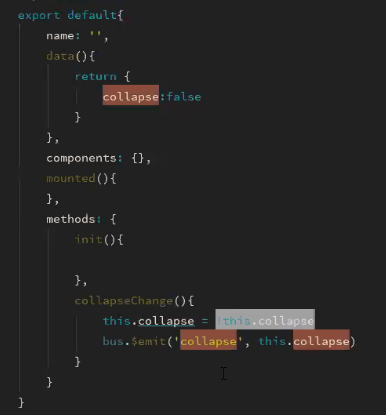 export default{
name: '',
data(){
return {
collapse:false
}
},
components: {},
mounted(){
},
methods: {
init(){
},
collapseChange(){
this.collapse = !this.collapse
bus.$emit('collapse', this.collapse)
}
}
}